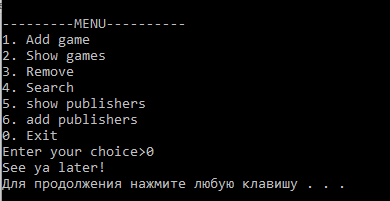 ---------MENU----------
1. Add game
2. Show games
3. Remove
4. Search
5. show publishers
6. add publishers
0. Exit
Enter your choice>0
See ya later!
Для продолжения нажмите любую клавишу . . .